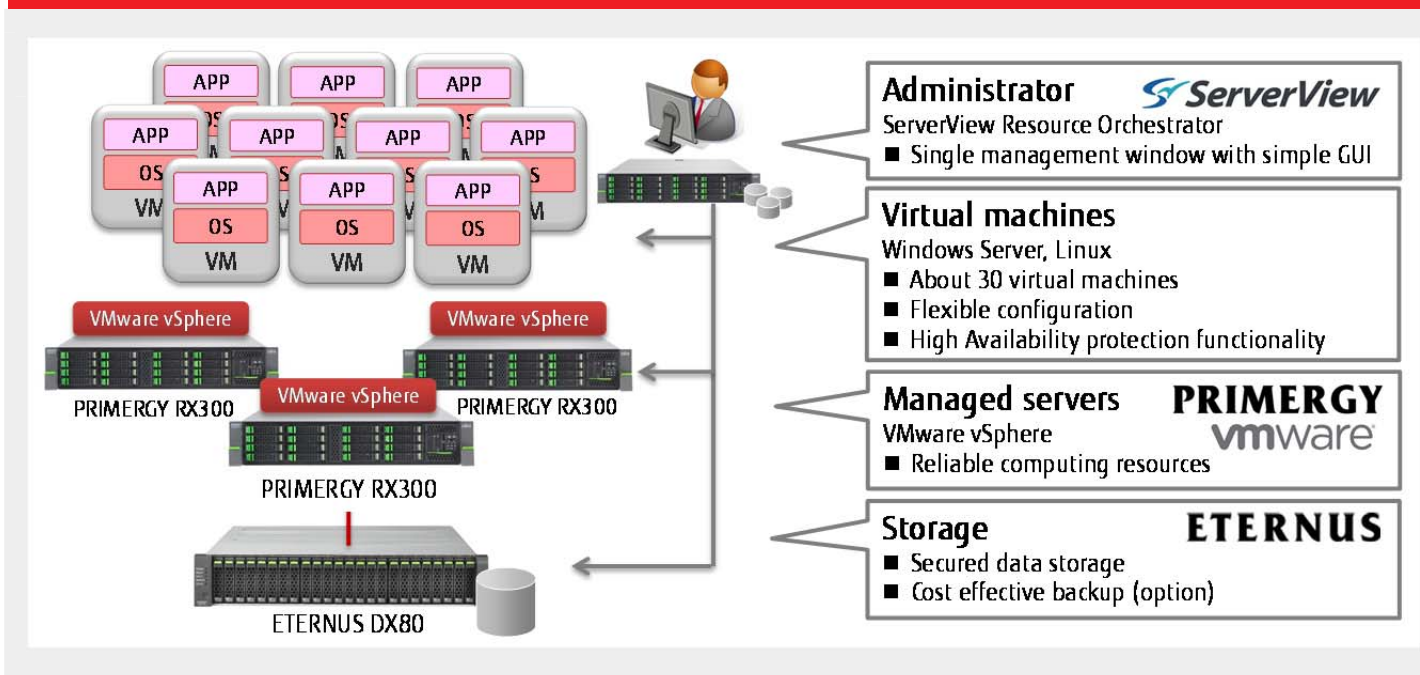 APP
APP
APP
OS
APP
APP
APP
APP
OS
OS
VM
APP
APP
APP
OS
OS
OS
VM
VM
VM
VMware vSphere
VMware vSphere
PRIMERGY RX300
VMware vSphere
PRIMERGY RX300
PRIMERGY RX300
ETERNUS DX80
Administrator
ServerView
ServerView Resource Orchestrator
■ Single management window with simple GUI
Virtual machines
Windows Server, Linux
■ About 30 virtual machines
■ Flexible configuration
■ High Availability protection functionality
Managed servers
PRIMERGY
vmware
VMware vSphere
■ Reliable computing resources
Storage
ETERNUS
■ Secured data storage
■ Cost effective backup (option)